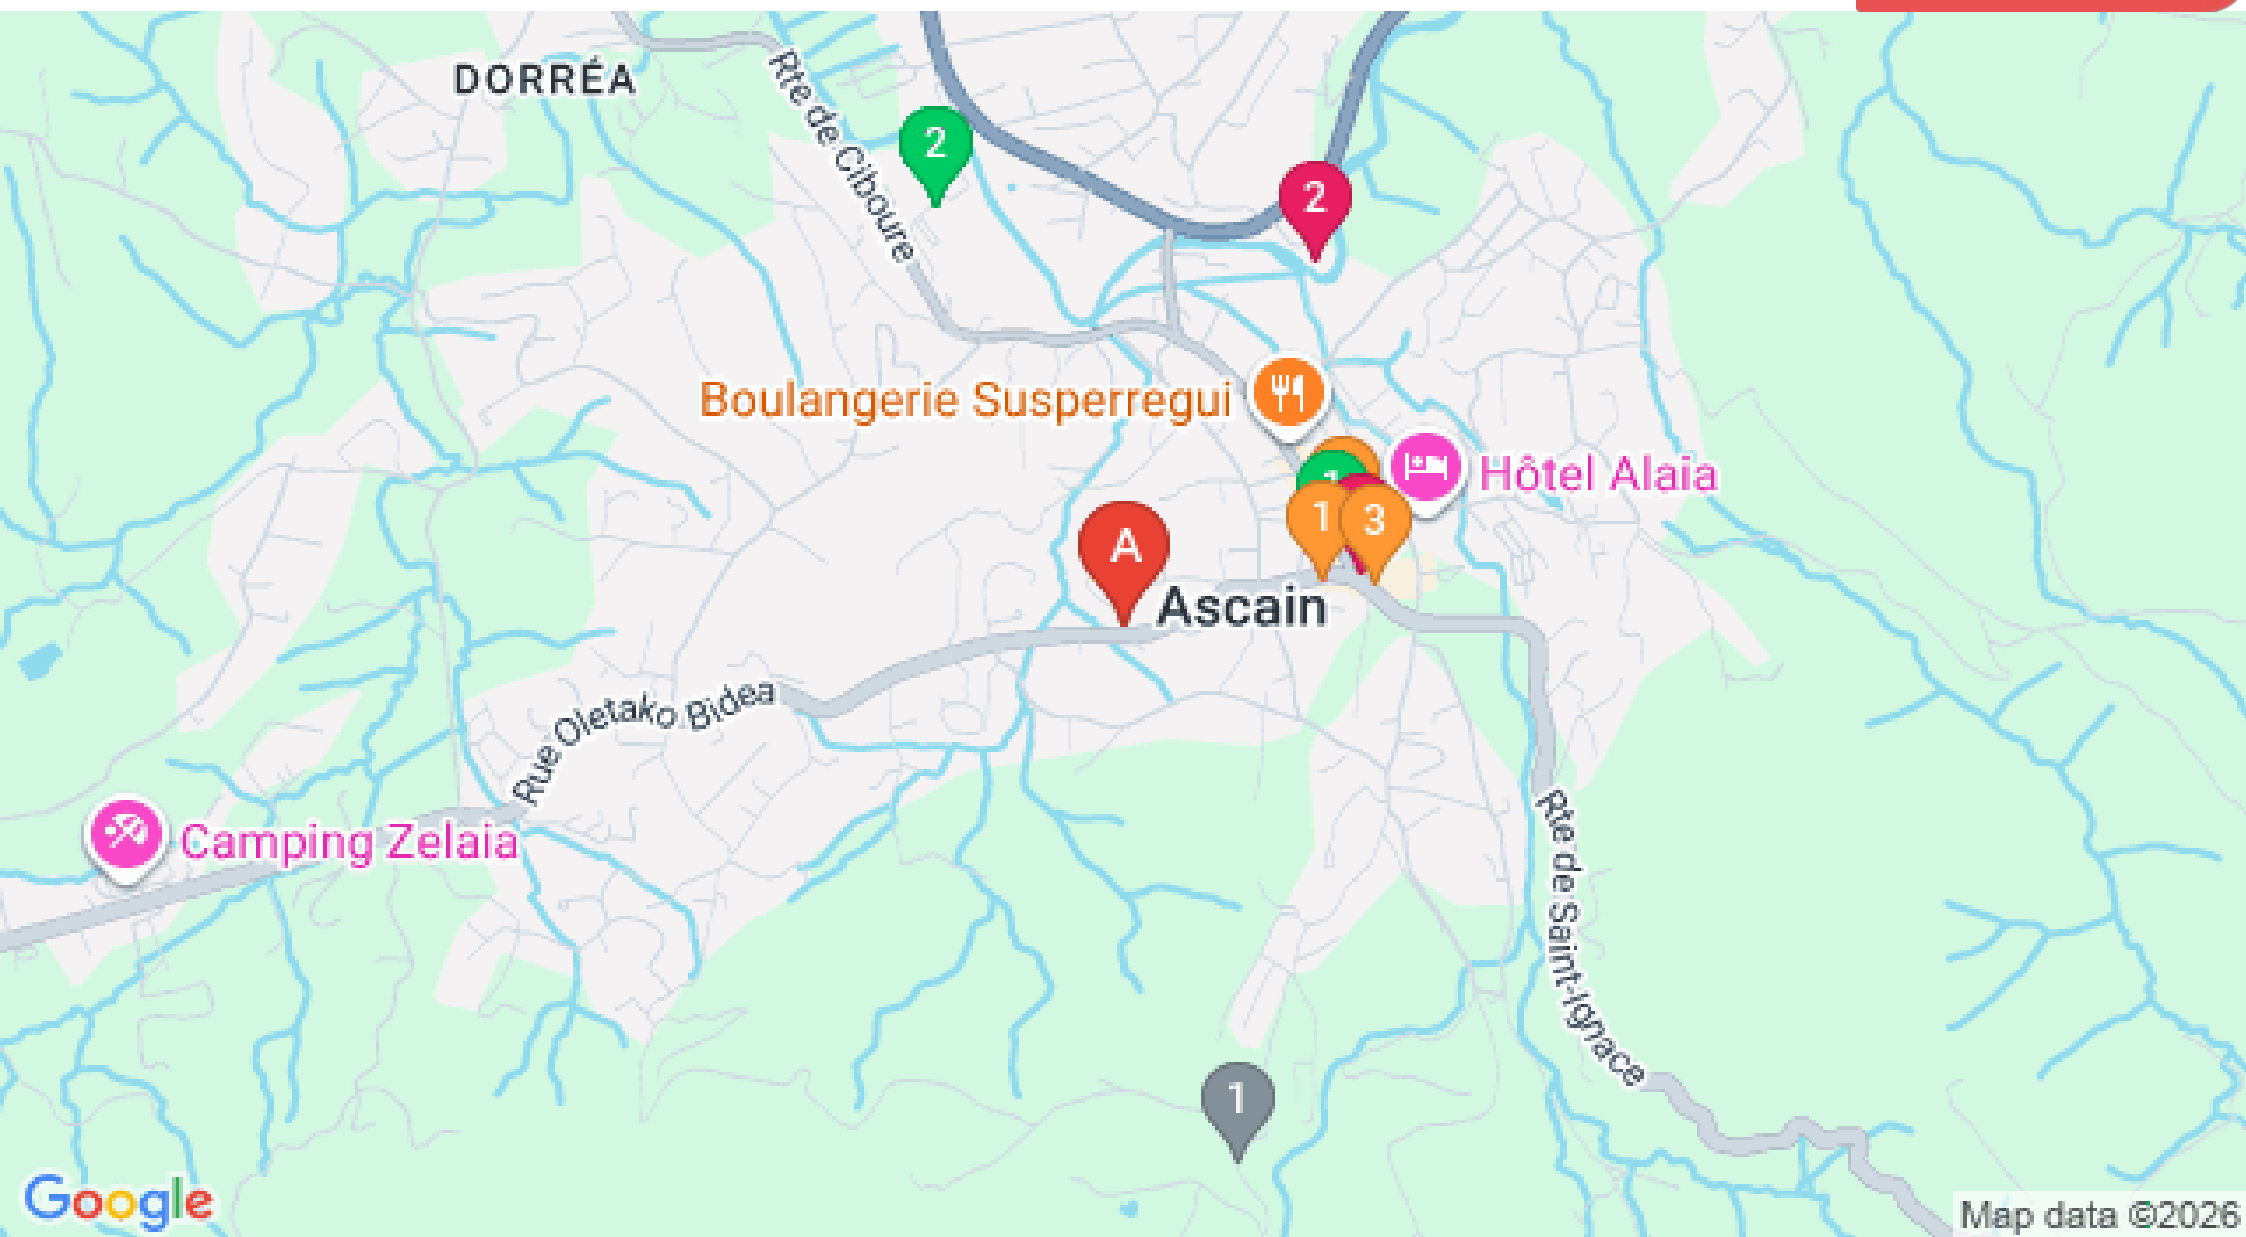 DORRÉA
Rte de Ciboure
2
2
Boulangerie Susperregui
Hôtel Alaia
1
1
3
A
Ascain
Rue Oletako Bidea
Camping Zelaia
Rte de Saint-Ignace
1
Google
Map data ©2026